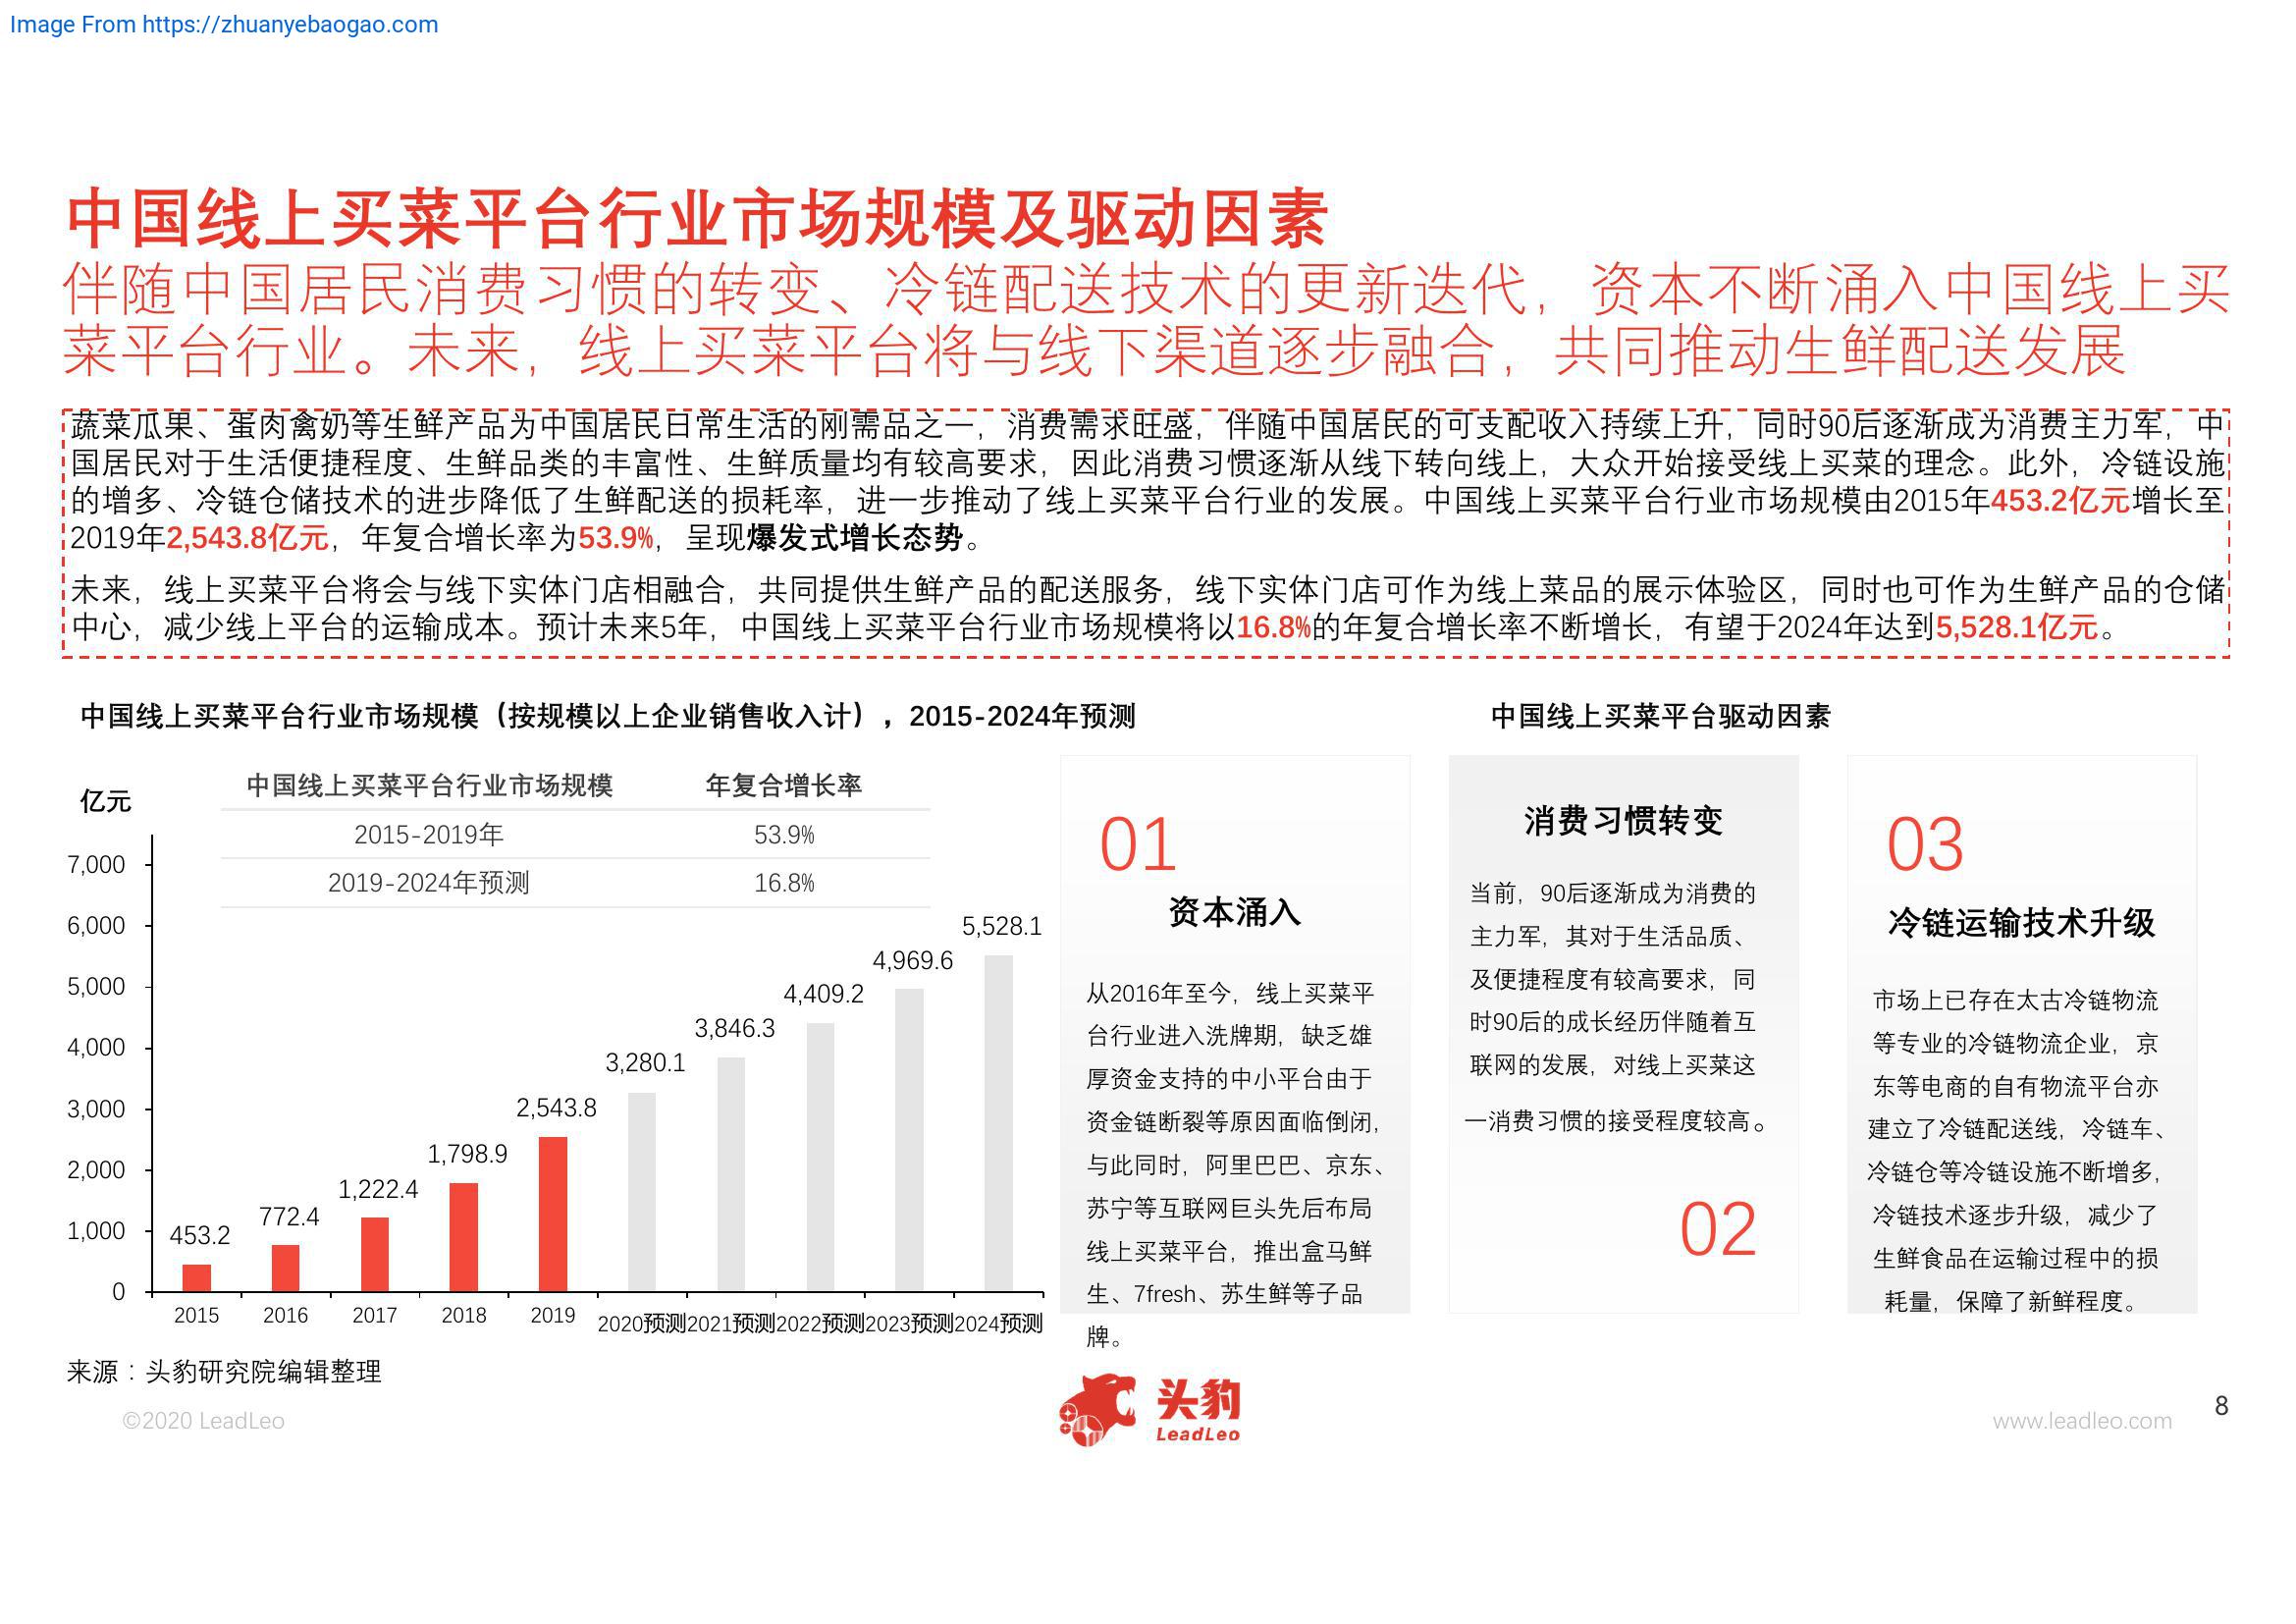 Image From https://zhuanyebaogao.com
中国线上买菜平台行业市场规模及驱动因素
伴随中国居民消费习惯的转变、冷链配送技术的更新迭代，资本不断涌入中国线上买
菜平台行业。未来，线上买菜平台将与线下渠道逐步融合，共同推动生鲜配送发展
蔬菜瓜果、蛋肉禽奶等生鲜产品为中国居民日常生活的刚需品之一，消费需求旺盛，伴随中国居民的可支配收入持续上升，同时90后逐渐成为消费主力军，中
国居民对于生活便捷程度、生鲜品类的丰富性、生鲜质量均有较高要求，因此消费习惯逐渐从线下转向线上，大众开始接受线上买菜的理念。此外，冷链设施
的增多、冷链仓储技术的进步降低了生鲜配送的损耗率，进一步推动了线上买菜平台行业的发展。中国线上买菜平台行业市场规模由2015年453.2亿元增长至
2019年2,543.8亿元，年复合增长率为53.9%，呈现爆发式增长态势。
未来，线上买菜平台将会与线下实体门店相融合，共同提供生鲜产品的配送服务，线下实体门店可作为线上菜品的展示体验区，同时也可作为生鲜产品的仓储
中心，减少线上平台的运输成本。预计未来5年，中国线上买菜平台行业市场规模将以16.8%的年复合增长率不断增长，有望于2024年达到5,528.1亿元。
中国线上买菜平台行业市场规模（按规模以上企业销售收入计），2015-2024年预测
亿元
中国线上买菜平台行业市场规模 年复合增长率
2015-2019年 53.9%
2019-2024年预测 16.8%
7,000
6,000
5,000
4,000
3,000
2,000
1,000
0
453.2
772.4
1,222.4
1,798.9
2,543.8
3,280.1
3,846.3
4,409.2
4,969.6
5,528.1
2015 2016 2017 2018 2019 2020预测 2021预测 2022预测 2023预测 2024预测
来源：头豹研究院编辑整理
中国线上买菜平台驱动因素
01
资本涌入
从2016年至今，线上买菜平
台行业进入洗牌期，缺乏雄
厚资金支持的中小平台由于
资金链断裂等原因面临倒闭，
与此同时，阿里巴巴、京东、
苏宁等互联网巨头先后布局
线上买菜平台，推出盒马鲜
生、7fresh、苏生鲜等子品
牌。
消费习惯转变
当前，90后逐渐成为消费的
主力军，其对于生活品质、
及便捷程度有较高要求，同
时90后的成长经历伴随着互
联网的发展，对线上买菜这
一消费习惯的接受程度较高。
02
03
冷链运输技术升级
市场上已存在太古冷链物流
等专业的冷链物流企业，京
东等电商的自有物流平台亦
建立了冷链配送线，冷链车、
冷链仓等冷链设施不断增多，
冷链技术逐步升级，减少了
生鲜食品在运输过程中的损
耗量，保障了新鲜程度。
©2020 LeadLeo
头豹
LeadLeo
www.leadleo.com
8